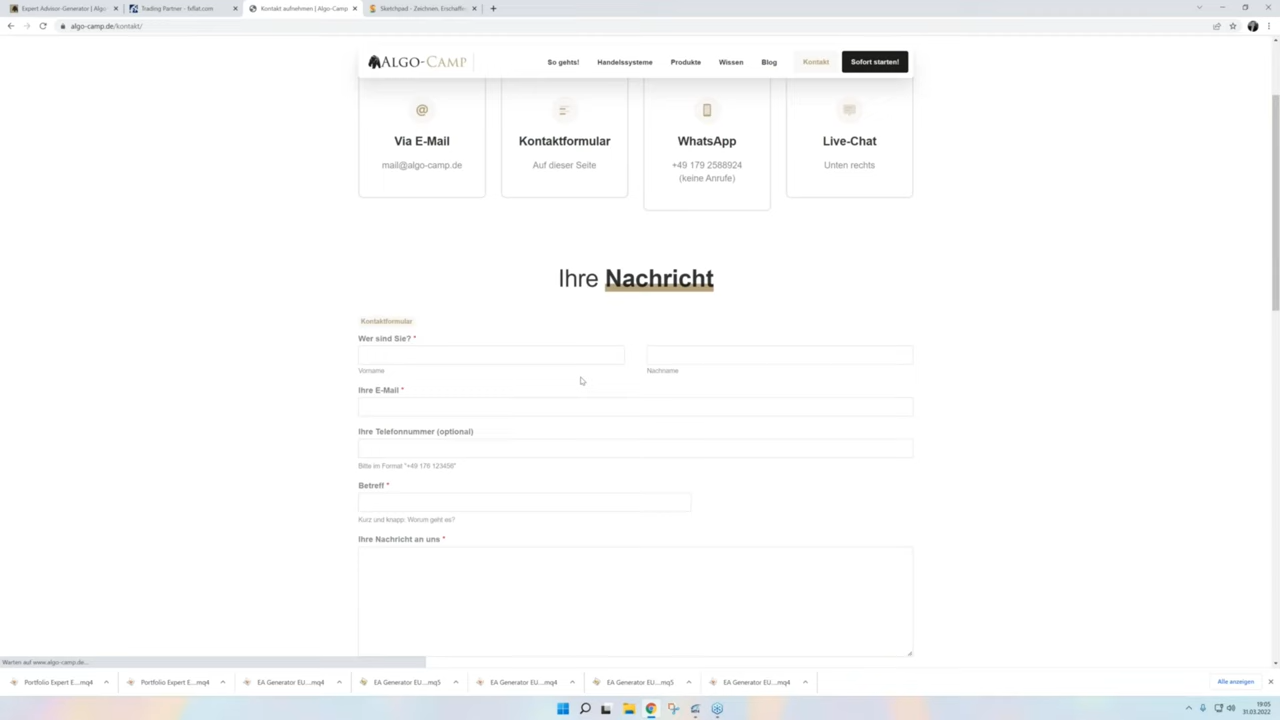 Expert Advisor-Generator | Algo
Trading Partner - fxflat.com
Kontakt aufnehmen | Algo-Camp
Sketchpad - Zeichnen, Erschaffe
algo-camp.de/kontakt/
ALGO-CAMP
So gehts!
Handelssysteme
Produkte
Wissen
Blog
Kontakt
Sofort starten!
Via E-Mail
mail@algo-camp.de
Kontaktformular
Auf dieser Seite
WhatsApp
+49 179 2588924
(keine Anrufe)
Live-Chat
Unten rechts
Ihre Nachricht
Kontaktformular
Wer sind Sie? *
Vorname
Nachname
Ihre E-Mail *
Ihre Telefonnummer (optional)
Bitte im Format "+49 176 123456"
Betreff *
Kurz und knapp: Worum geht es?
Ihre Nachricht an uns *
Warten auf www.algo-camp.de...
Portfolio Expert E....mq4
Portfolio Expert E....mq4
EA Generator EU....mq4
EA Generator EU....mq5
EA Generator EU....mq4
EA Generator EU....mq5
EA Generator EU....mq4
Alle anzeigen
19:05
31.03.2022